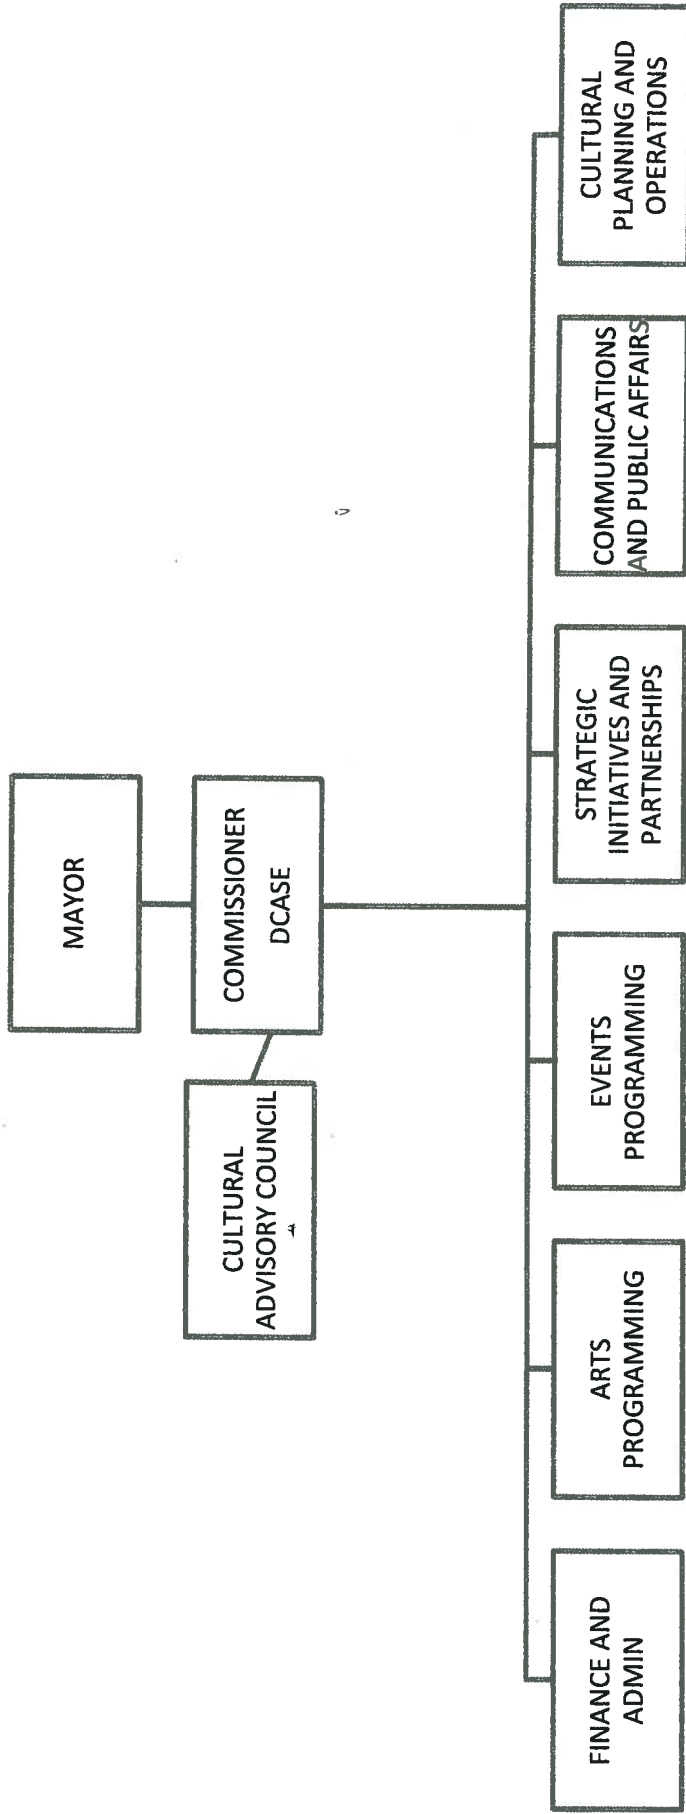 MAYOR
COMMISSIONER
DCASE
CULTURAL
ADVISORY COUNCIL
FINANCE AND
ADMIN
ARTS
PROGRAMMING
EVENTS
PROGRAMMING
STRATEGIC
INITIATIVES AND
PARTNERSHIPS
COMMUNICATIONS
AND PUBLIC AFFAIRS
CULTURAL
PLANNING AND
OPERATIONS